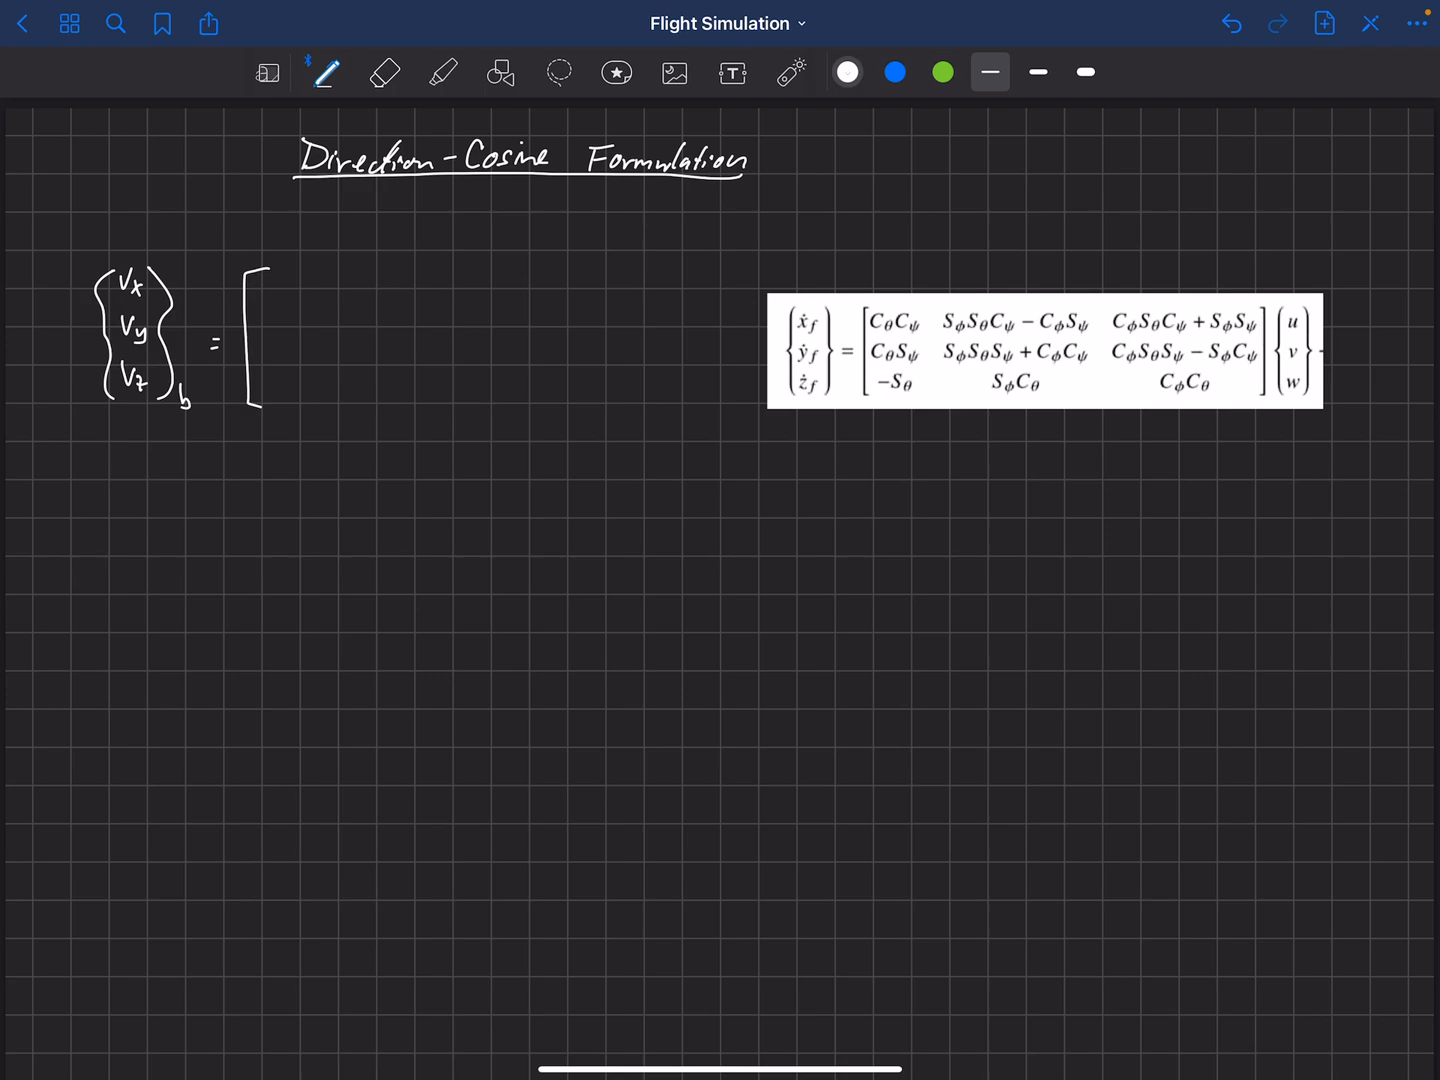 Flight Simulation
Direction-Cosine Formulation
{Vx
Vy
Vz}b = [
{ẋf
ẏf
żf} = [CθCψ SϕSθCψ − CϕSψ CϕSθCψ + SϕSψ
CθSψ SϕSθSψ + CϕCψ CϕSθSψ − SϕCψ
−Sθ SϕCθ CϕCθ] {u
v
w}
T